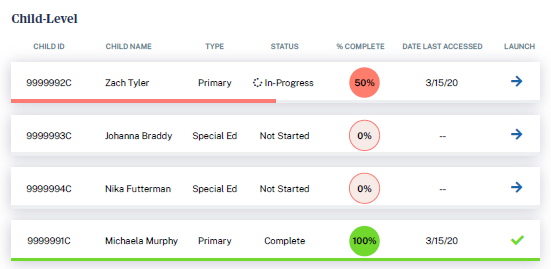 Child-Level
CHILD ID CHILD NAME TYPE STATUS % COMPLETE DATE LAST ACCESSED LAUNCH
9999992C Zach Tyler Primary In-Progress 50% 3/15/20
9999993C Johanna Braddy Special Ed Not Started 0% --
9999994C Nika Futterman Special Ed Not Started 0% --
9999991C Michaela Murphy Primary Complete 100% 3/15/20